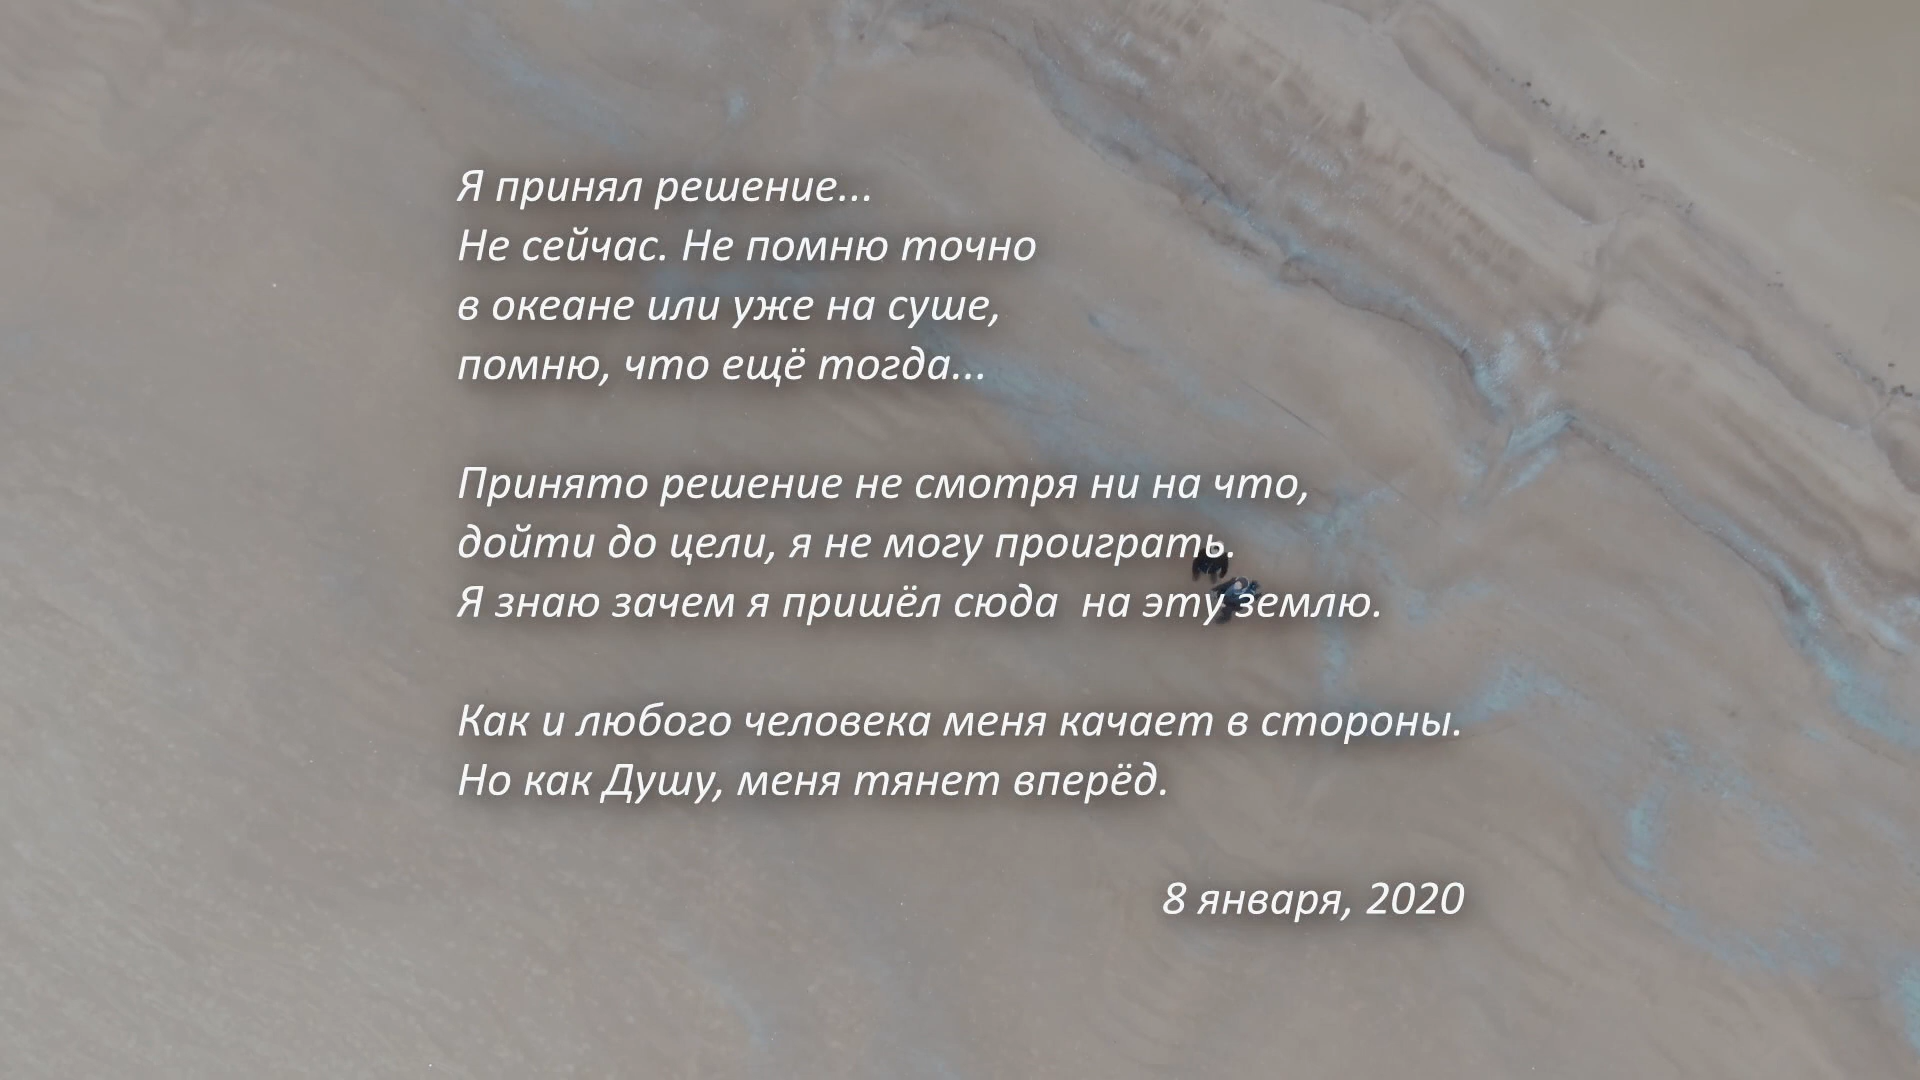 Я принял решение...
Не сейчас. Не помню точно
в океане или уже на суше,
помню, что ещё тогда...
Принято решение не смотря ни на что,
дойти до цели, я не могу проиграть.
Я знаю зачем я пришёл сюда  на эту землю.
Как и любого человека меня качает в стороны.
Но как Душу, меня тянет вперёд.
8 января, 2020